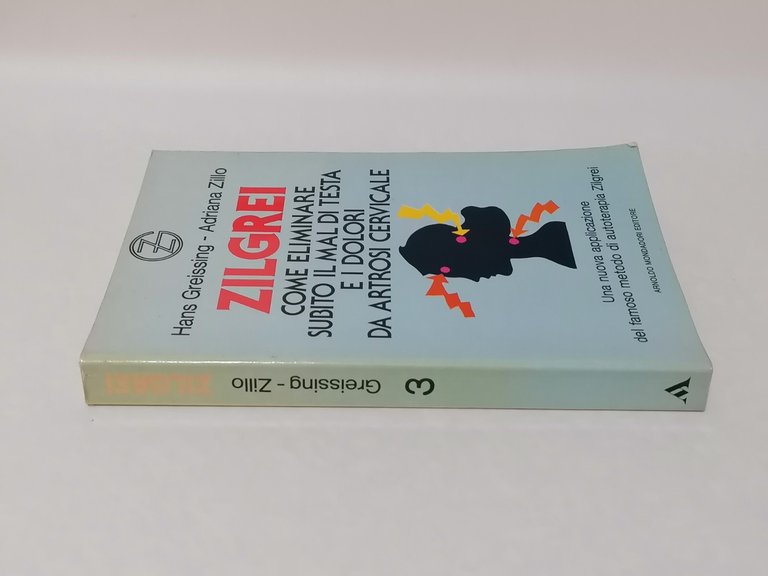 Hans Greissing - Adriana Zillo
ZILGREI
COME ELIMINARE
SUBITO IL MAL DI TESTA
E I DOLORI
DA ARTROSI CERVICALE
Una nuova applicazione
del famoso metodo di autoterapia Zilgrei
ARNOLDO MONDADORI EDITORE
ZILGREI
Greissing - Zillo
3